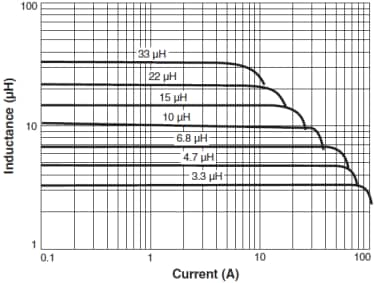 100
33 µH
22 µH
15 µH
10 µH
10
6.8 µH
4.7 µH
3.3 µH
1
0.1
1
10
100
Inductance (µH)
Current (A)